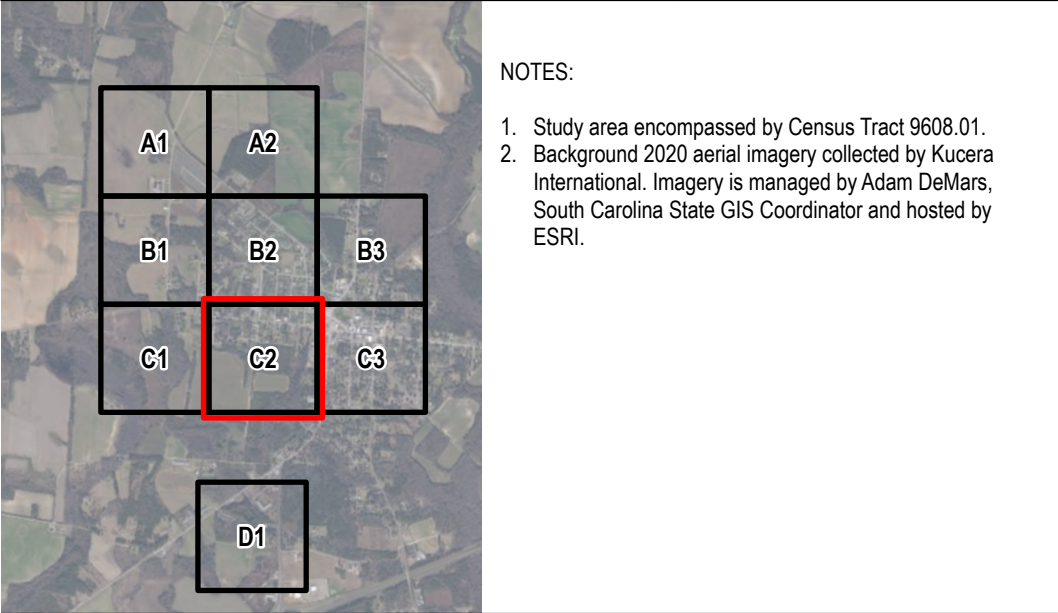 A1 A2
B1 B2 B3
C1 C2 C3
D1
NOTES:
1. Study area encompassed by Census Tract 9608.01.
2. Background 2020 aerial imagery collected by Kucera
International. Imagery is managed by Adam DeMars,
South Carolina State GIS Coordinator and hosted by
ESRI.